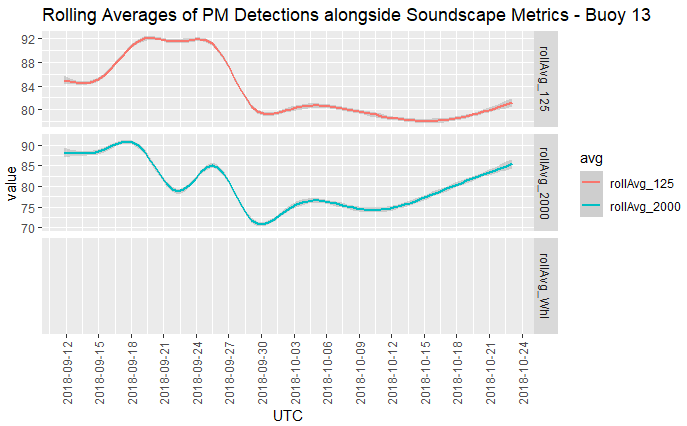 Rolling Averages of PM Detections alongside Soundscape Metrics - Buoy 13
92
88
84
80
rollAvg_125
90
85
80
75
70
rollAvg_2000
rollAvg_Whl
value
2018-09-12
2018-09-15
2018-09-18
2018-09-21
2018-09-24
2018-09-27
2018-09-30
2018-10-03
2018-10-06
2018-10-09
2018-10-12
2018-10-15
2018-10-18
2018-10-21
2018-10-24
UTC
avg
rollAvg_125
rollAvg_2000